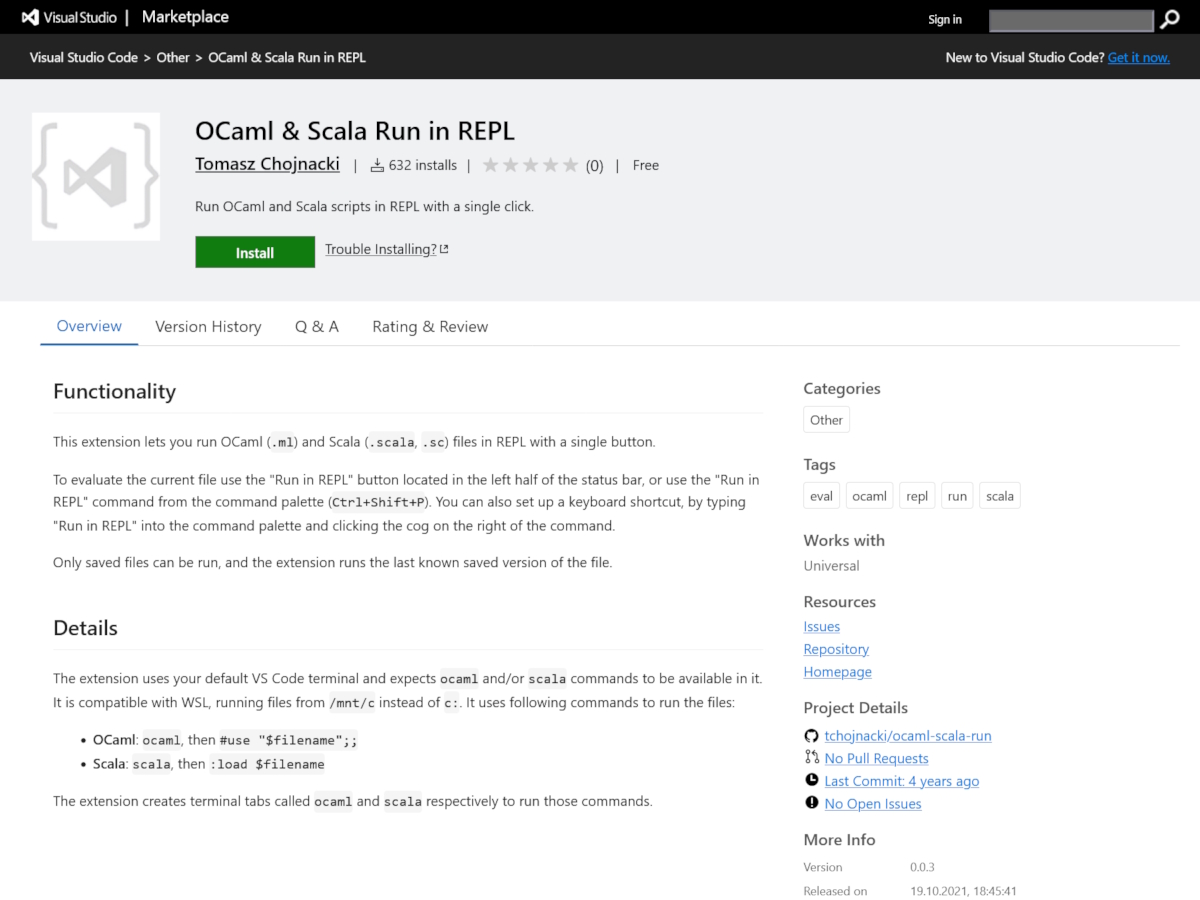 Visual Studio | Marketplace
Sign in
Visual Studio Code > Other > OCaml & Scala Run in REPL
New to Visual Studio Code? Get it now.
OCaml & Scala Run in REPL
Tomasz Chojnacki | 632 installs | (0) | Free
Run OCaml and Scala scripts in REPL with a single click.
Install
Trouble Installing?
Overview
Version History
Q & A
Rating & Review
Functionality
This extension lets you run OCaml (.ml) and Scala (.scala, .sc) files in REPL with a single button.
To evaluate the current file use the "Run in REPL" button located in the left half of the status bar, or use the "Run in
REPL" command from the command palette (Ctrl+Shift+P). You can also set up a keyboard shortcut, by typing
"Run in REPL" into the command palette and clicking the cog on the right of the command.
Only saved files can be run, and the extension runs the last known saved version of the file.
Details
The extension uses your default VS Code terminal and expects ocaml and/or scala commands to be available in it.
It is compatible with WSL, running files from /mnt/c instead of c:. It uses following commands to run the files:
• OCaml: ocaml, then #use "$filename";;
• Scala: scala, then :load $filename
The extension creates terminal tabs called ocaml and scala respectively to run those commands.
Categories
Other
Tags
eval ocaml repl run scala
Works with
Universal
Resources
Issues
Repository
Homepage
Project Details
tchojnacki/ocaml-scala-run
No Pull Requests
Last Commit: 4 years ago
No Open Issues
More Info
Version 0.0.3
Released on 19.10.2021, 18:45:41